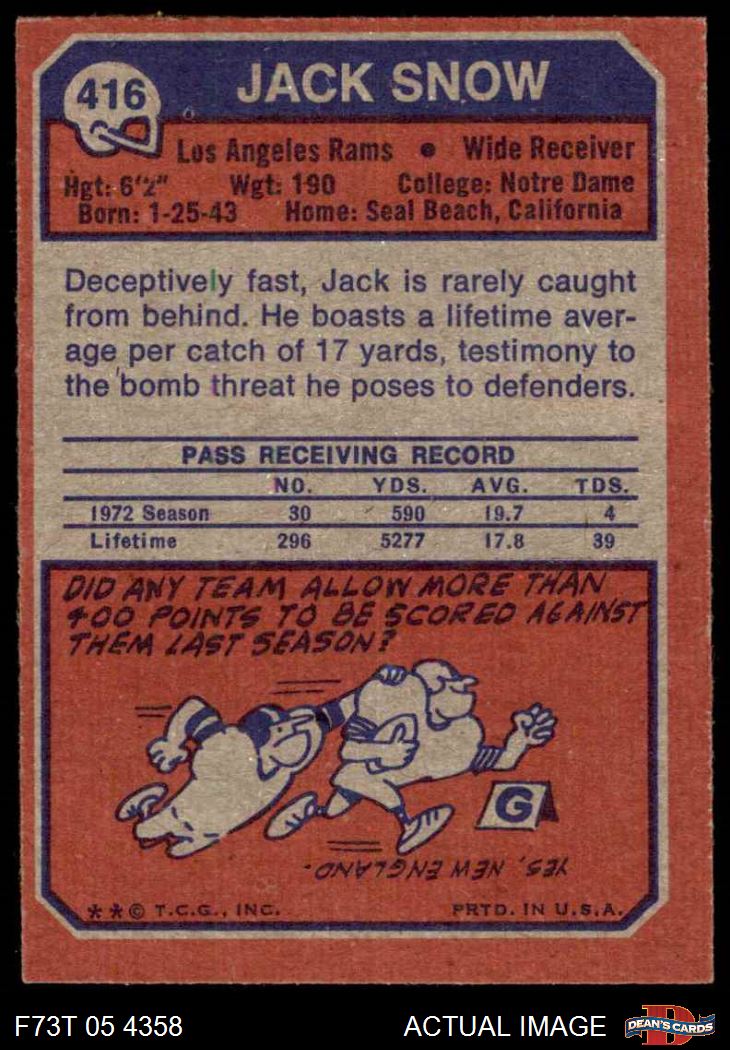 416
JACK SNOW
Los Angeles Rams • Wide Receiver
Hgt: 6'2" Wgt: 190 College: Notre Dame
Born: 1-25-43 Home: Seal Beach, California
Deceptively fast, Jack is rarely caught
from behind. He boasts a lifetime aver-
age per catch of 17 yards, testimony to
the bomb threat he poses to defenders.
PASS RECEIVING RECORD
NO. YDS. AVG. TDS.
1972 Season 30 590 19.7 4
Lifetime 296 5277 17.8 39
DID ANY TEAM ALLOW MORE THAN
400 POINTS TO BE SCORED AGAINST
THEM LAST SEASON?
G
YES, NEW ENGLAND.
**© T.C.G., INC. PRTD. IN U.S.A.
F73T 05 4358 ACTUAL IMAGE
D
DEAN'S CARDS